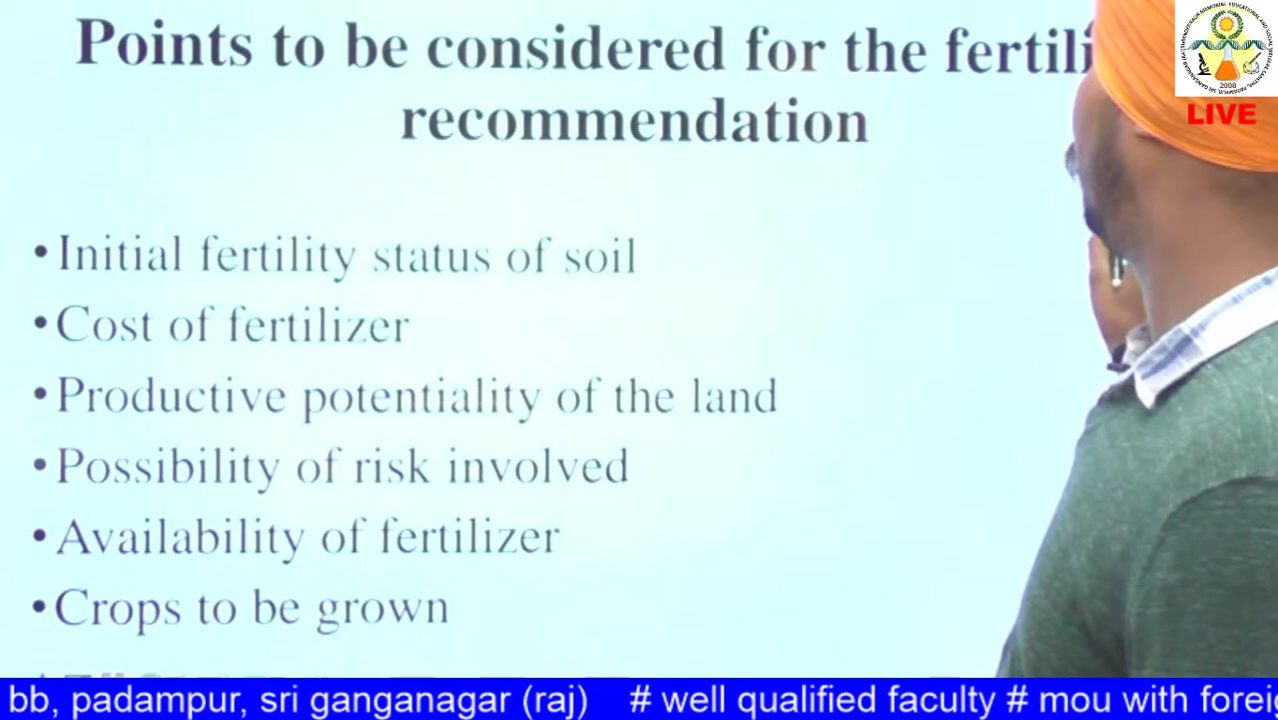 Points to be considered for the
recommendation
•Initial fertility status of soil
•Cost of fertilizer
•Productive potentiality of the land
•Possibility of risk involved
•Availability of fertilizer
•Crops to be grown
2008
LIVE
bb, padampur, sri ganganagar (raj) # well qualified faculty # mou with